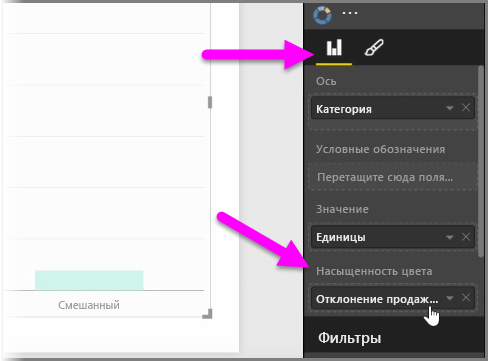 Ось
Категория
Условные обозначения
Перетащите сюда поля...
Значение
Единицы
Насыщенность цвета
Отклонение продаж...
Смешанный
Фильтры